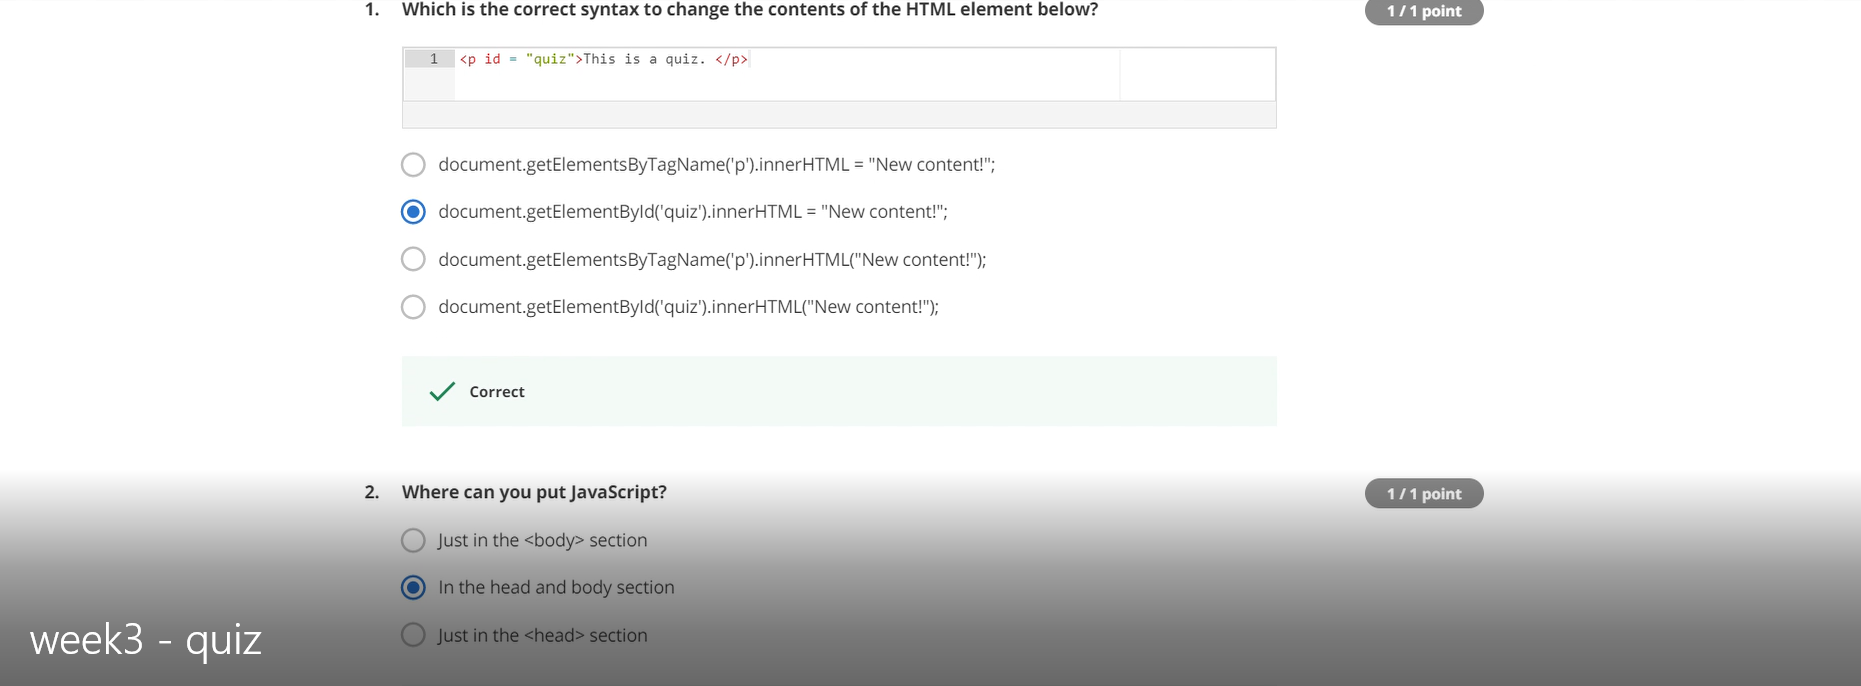 1. Which is the correct syntax to change the contents of the HTML element below?
1 / 1 point
1 <p id = "quiz">This is a quiz. </p>
document.getElementsByTagName('p').innerHTML = "New content!";
document.getElementById('quiz').innerHTML = "New content!";
document.getElementsByTagName('p').innerHTML("New content!");
document.getElementById('quiz').innerHTML("New content!");
Correct
2. Where can you put JavaScript?
1 / 1 point
Just in the <body> section
In the head and body section
Just in the <head> section
week3 - quiz